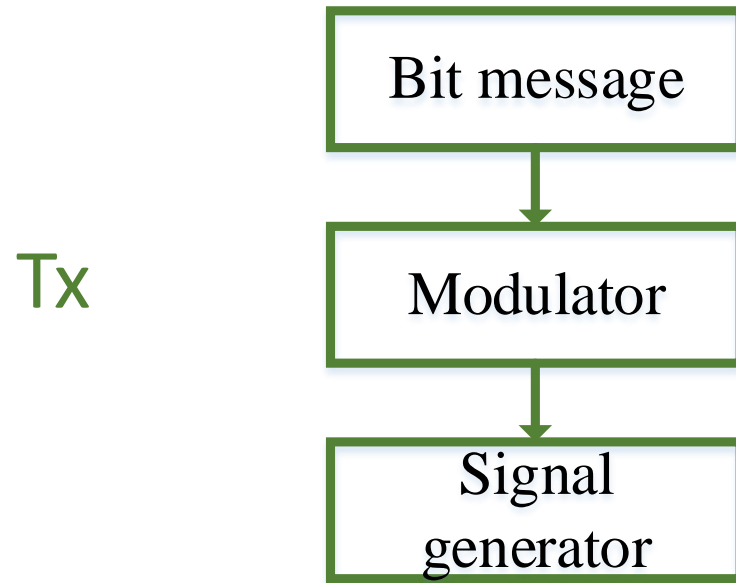 Bit message
Tx
Modulator
Signal
generator